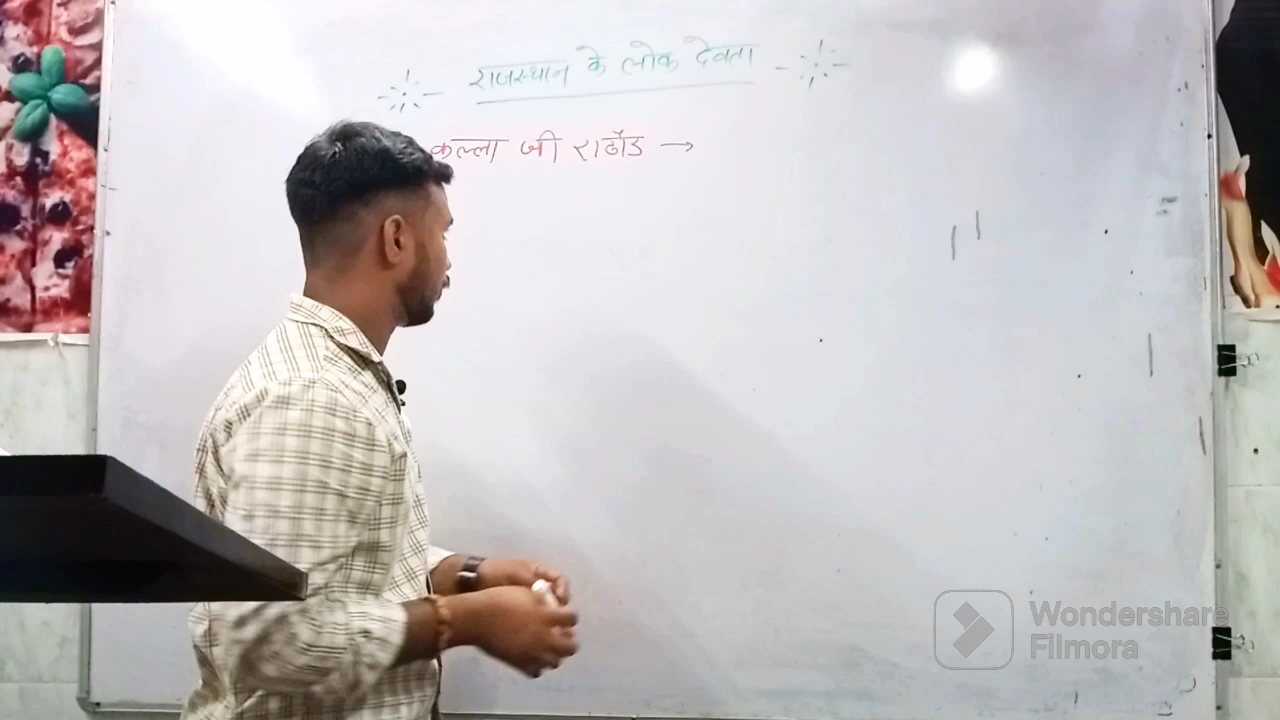 राजस्थान के लोक देवता
कल्ला जी राठौड →
Wondershare
Filmora